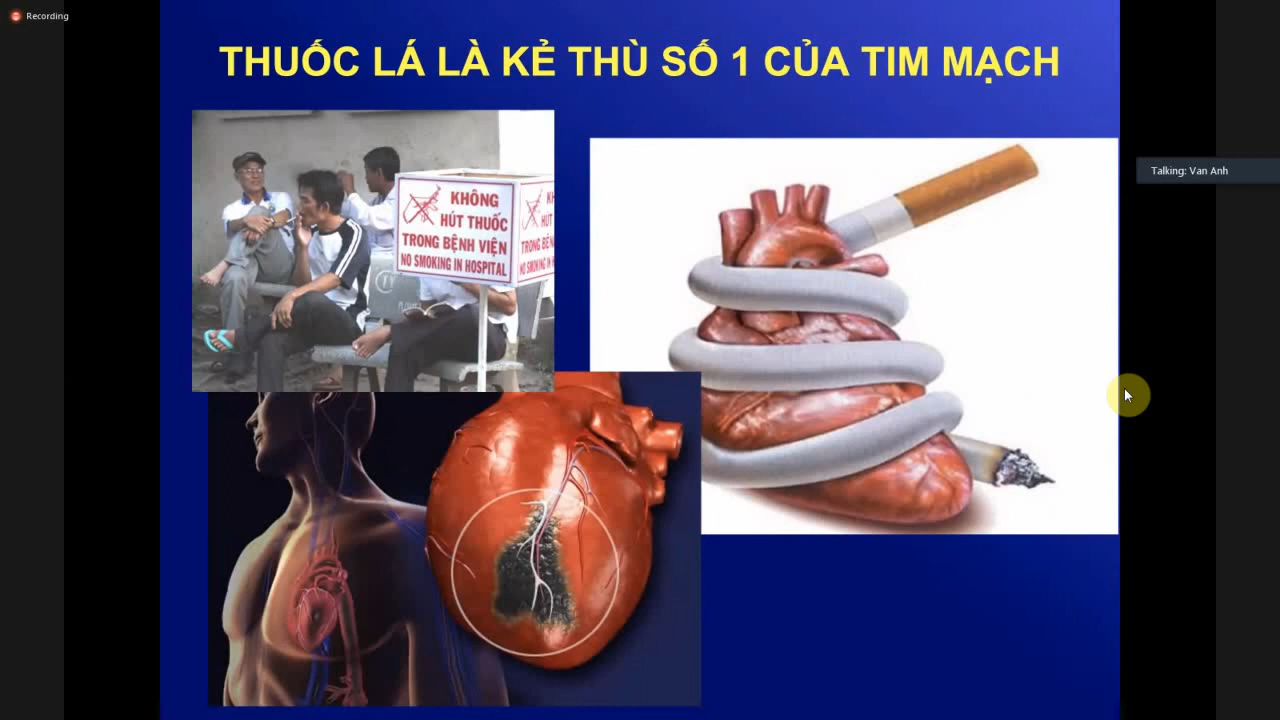 Recording
THUỐC LÁ LÀ KẺ THÙ SỐ 1 CỦA TIM MẠCH
Talking: Van Anh
KHÔNG
HÚT THUỐC
TRONG BỆNH VIỆN
NO SMOKING IN HOSPITAL